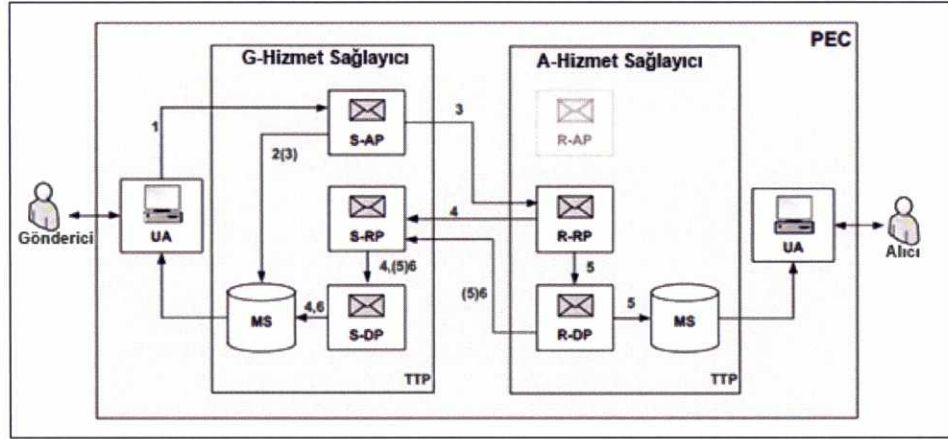 PEC
G-Hizmet Sağlayıcı
A-Hizmet Sağlayıcı
1
S-AP
3
R-AP
2(3)
Gönderici
UA
S-RP
4
R-RP
UA
Alıcı
4,(5)6
5
(5)6
MS
4,6
S-DP
R-DP
5
MS
TTP
TTP